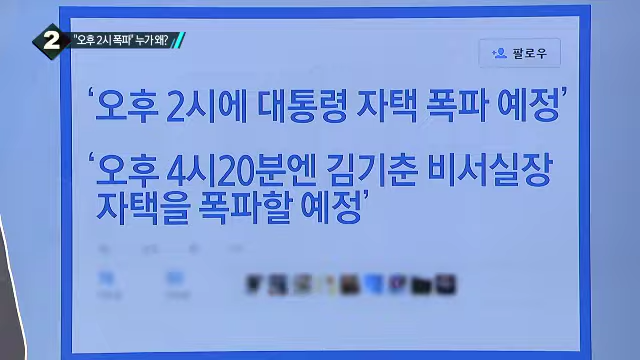 2 "오후 2시 폭파" 누가 왜?
팔로우
'오후 2시에 대통령 자택 폭파 예정'
'오후 4시20분엔 김기춘 비서실장
자택을 폭파할 예정'